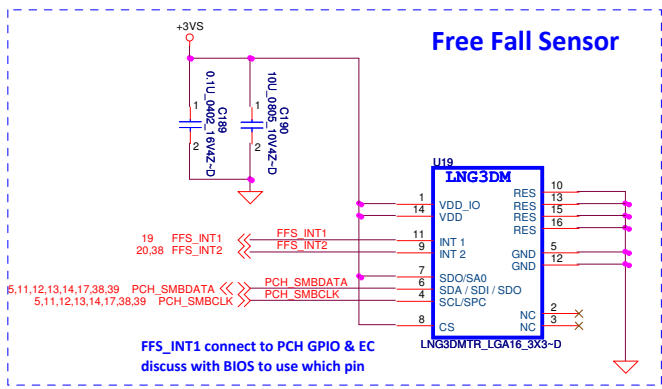 Free Fall Sensor
+3VS
1
2
0.1U_0402_16V4Z~D
C189
1
2
10U_0805_10V4Z~D
C190
U19
LNG3DM
1 VDD_IO
14 VDD
RES 10
RES 13
RES 15
RES 16
19 FFS_INT1 FFS_INT1 11 INT 1
20,38 FFS_INT2 FFS_INT2 9 INT 2
GND 5
GND 12
7 SDO/SA0
5,11,12,13,14,17,38,39 PCH_SMBDATA PCH_SMBDATA 6 SDA / SDI / SDO
5,11,12,13,14,17,38,39 PCH_SMBCLK PCH_SMBCLK 4 SCL/SPC
NC 2
NC 3
8 CS
LNG3DMTR_LGA16_3X3~D
FFS_INT1 connect to PCH GPIO & EC
discuss with BIOS to use which pin